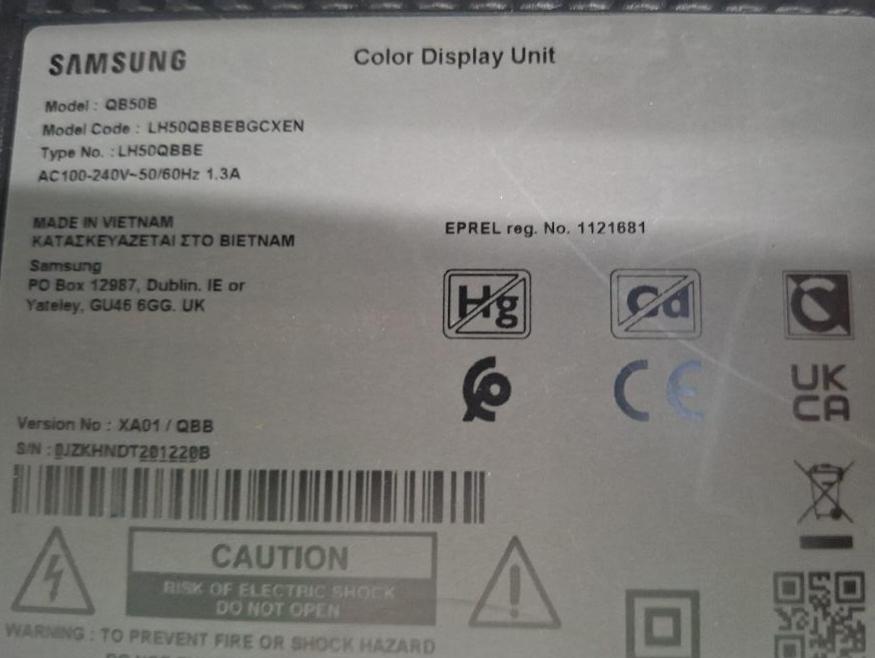 SAMSUNG
Color Display Unit
Model : QB50B
Model Code : LH50QBBEBGCXEN
Type No. : LH50QBBE
AC100-240V~50/60Hz 1.3A
MADE IN VIETNAM
ΚΑΤΑΣΚΕΥΑΖΕΤΑΙ ΣΤΟ ΒΙΕΤΝΑΜ
EPREL reg. No. 1121681
Samsung
PO Box 12987, Dublin. IE or
Yateley, GU46 6GG. UK
Hg
Cd
CE
UK
CA
Version No : XA01 / QBB
S/N : 0JZKHNDT201220B
CAUTION
RISK OF ELECTRIC SHOCK
DO NOT OPEN
WARNING : TO PREVENT FIRE OR SHOCK HAZARD